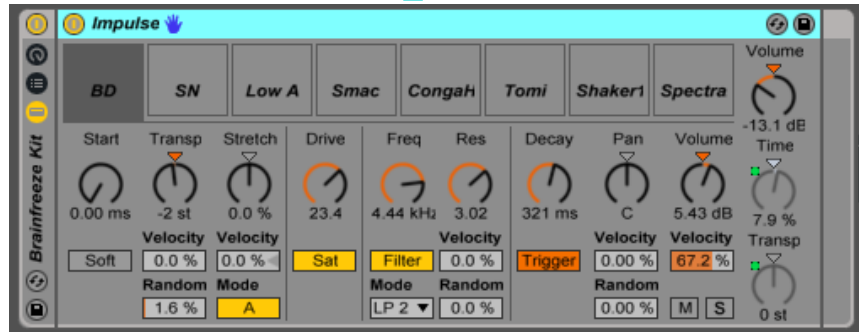 Impulse
Brainfreeze Kit
BD SN Low A Smac CongaH Tomi Shaker1 Spectra
Volume
-13.1 dB
Start Transp Stretch Drive Freq Res Decay Pan Volume
Time
0.00 ms -2 st 0.0 % 23.4 4.44 kHz 3.02 321 ms C 5.43 dB
7.9 %
Velocity Velocity Velocity Velocity Velocity
Transp
Soft 0.0 % 0.0 % Sat Filter 0.0 % Trigger 0.00 % 67.2 %
Random Mode Mode Random Random
1.6 % A LP 2 0.0 % 0.00 % M S
0 st